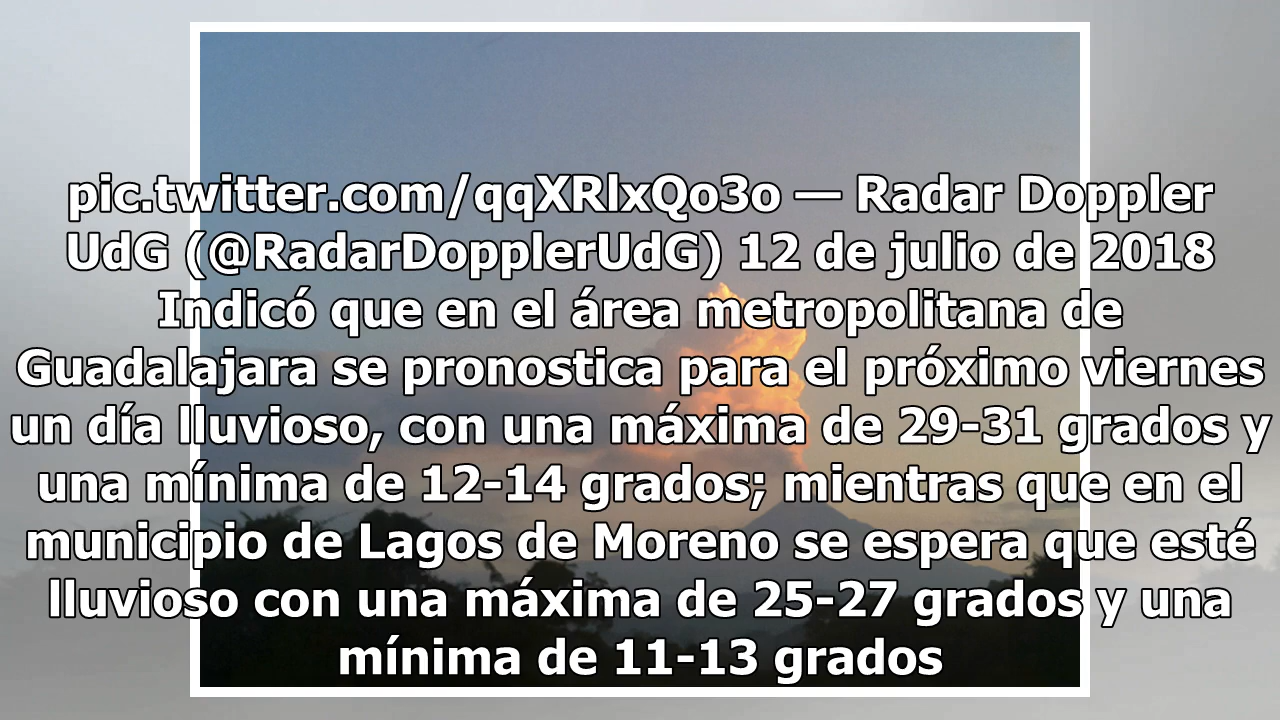 pic.twitter.com/qqXRlxQo3o — Radar Doppler
UdG (@RadarDopplerUdG) 12 de julio de 2018
Indicó que en el área metropolitana de
Guadalajara se pronostica para el próximo viernes
un día lluvioso, con una máxima de 29-31 grados y
una mínima de 12-14 grados; mientras que en el
municipio de Lagos de Moreno se espera que esté
lluvioso con una máxima de 25-27 grados y una
mínima de 11-13 grados